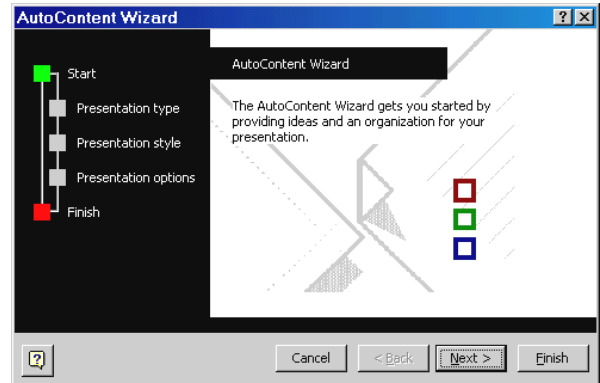 AutoContent Wizard
Start
Presentation type
Presentation style
Presentation options
Finish
AutoContent Wizard
The AutoContent Wizard gets you started by
providing ideas and an organization for your
presentation.
Cancel
< Back
Next >
Finish